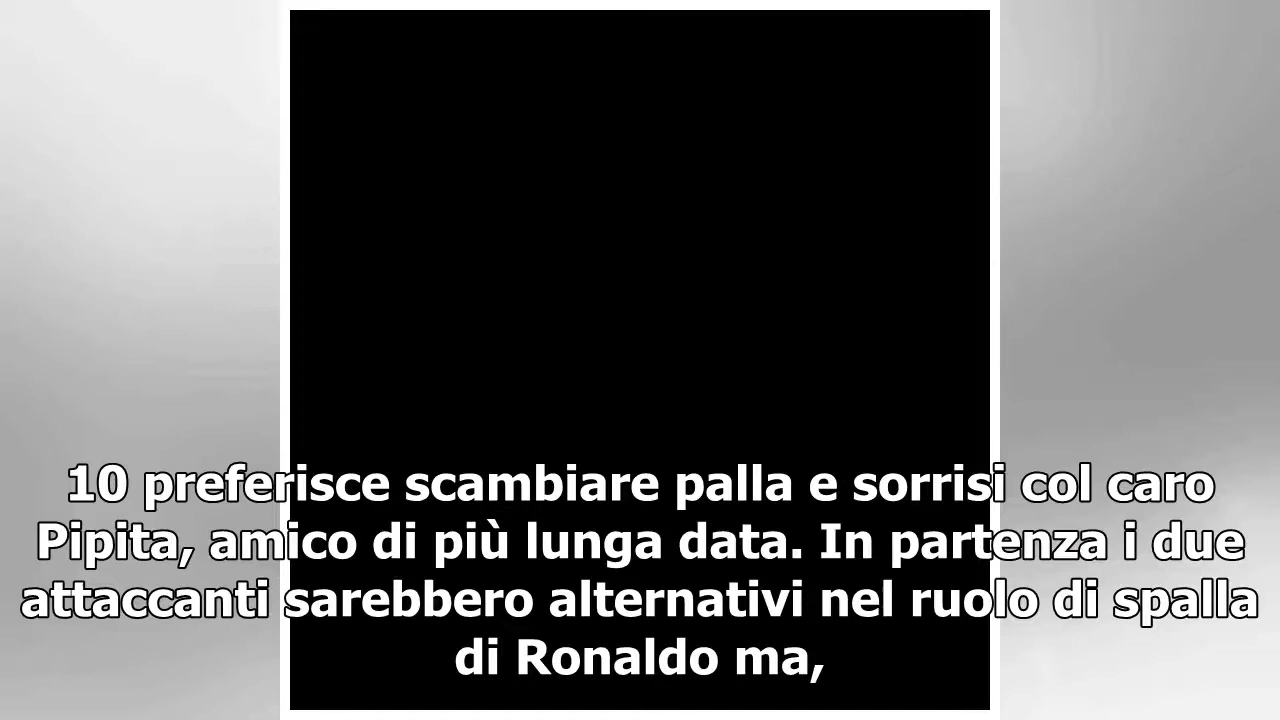 10 preferisce scambiare palla e sorrisi col caro
Pipita, amico di più lunga data. In partenza i due
attaccanti sarebbero alternativi nel ruolo di spalla
di Ronaldo ma,